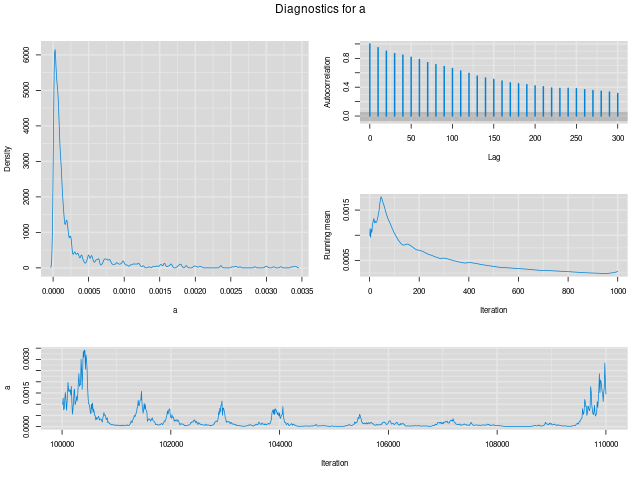 Diagnostics for a
Density
0 1000 2000 3000 4000 5000 6000
0.0000 0.0005 0.0010 0.0015 0.0020 0.0025 0.0030 0.0035
a
Autocorrelation
0.0 0.4 0.8
0 50 100 150 200 250 300
Lag
Running mean
0.0005 0.0015
0 200 400 600 800 1000
Iteration
a
0.0000 0.0015 0.0030
100000 102000 104000 106000 108000 110000
Iteration